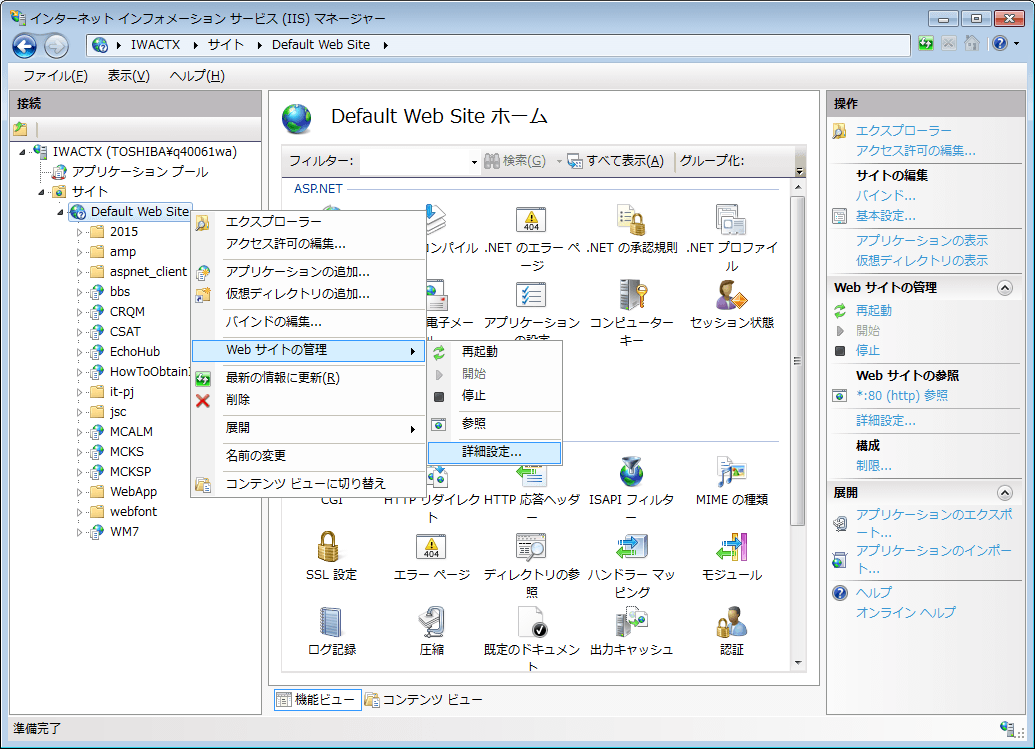 インターネット インフォメーション サービス (IIS) マネージャー
IWACTX サイト Default Web Site
ファイル(F) 表示(V) ヘルプ(H)
接続
IWACTX (TOSHIBA¥q40061wa)
アプリケーション プール
サイト
Default Web Site
2015
amp
aspnet_client
bbs
CRQM
CSAT
EchoHub
HowToObtain
it-pj
jsc
MCALM
MCKS
MCKSP
WebApp
webfont
WM7
エクスプローラー
アクセス許可の編集...
アプリケーションの追加...
仮想ディレクトリの追加...
バインドの編集...
Web サイトの管理
最新の情報に更新(R)
削除
展開
名前の変更
コンテンツ ビューに切り替え
再起動
開始
停止
参照
詳細設定...
Default Web Site ホーム
フィルター: 検索(G) すべて表示(A) グループ化:
ASP.NET
コンパイル .NET のエラー ページ .NET の承認規則 .NET プロファイル
電子メー アプリケーションの設定 コンピューター キー セッション状態
CGI HTTP リダイレクト HTTP 応答ヘッダー ISAPI フィルター MIME の種類
SSL 設定 エラー ページ ディレクトリの参照 ハンドラー マッピング モジュール
ログ記録 圧縮 既定のドキュメント 出力キャッシュ 認証
機能ビュー コンテンツ ビュー
操作
エクスプローラー
アクセス許可の編集...
サイトの編集
バインド...
基本設定...
アプリケーションの表示
仮想ディレクトリの表示
Web サイトの管理
再起動
開始
停止
Web サイトの参照
*:80 (http) 参照
詳細設定...
構成
制限...
展開
アプリケーションのエクスポ
ート...
アプリケーションのインポー
ト...
ヘルプ
オンライン ヘルプ
準備完了